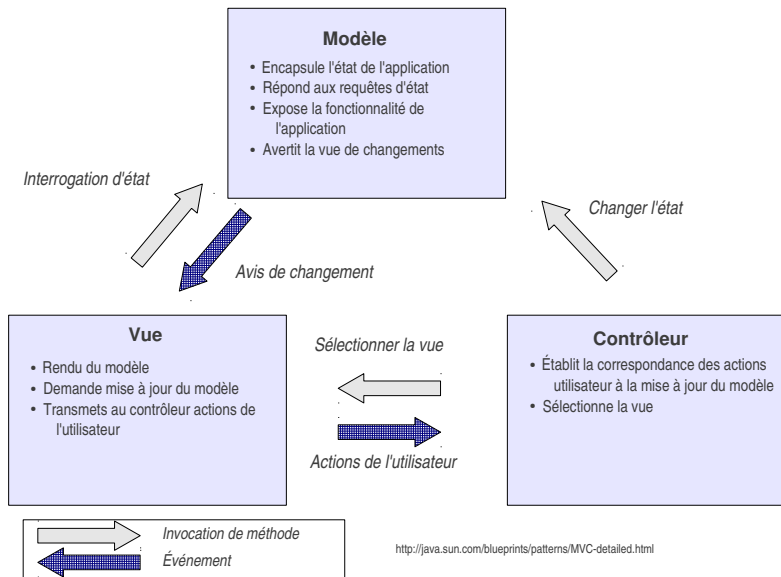 Modèle
• Encapsule l'état de l'application
• Répond aux requêtes d'état
• Expose la fonctionnalité de
l'application
• Avertit la vue de changements
Interrogation d'état
Changer l'état
Avis de changement
Vue
• Rendu du modèle
• Demande mise à jour du modèle
• Transmets au contrôleur actions de
l'utilisateur
Sélectionner la vue
Actions de l'utilisateur
Contrôleur
• Établit la correspondance des actions
utilisateur à la mise à jour du modèle
• Sélectionne la vue
Invocation de méthode
Événement
http://java.sun.com/blueprints/patterns/MVC-detailed.html